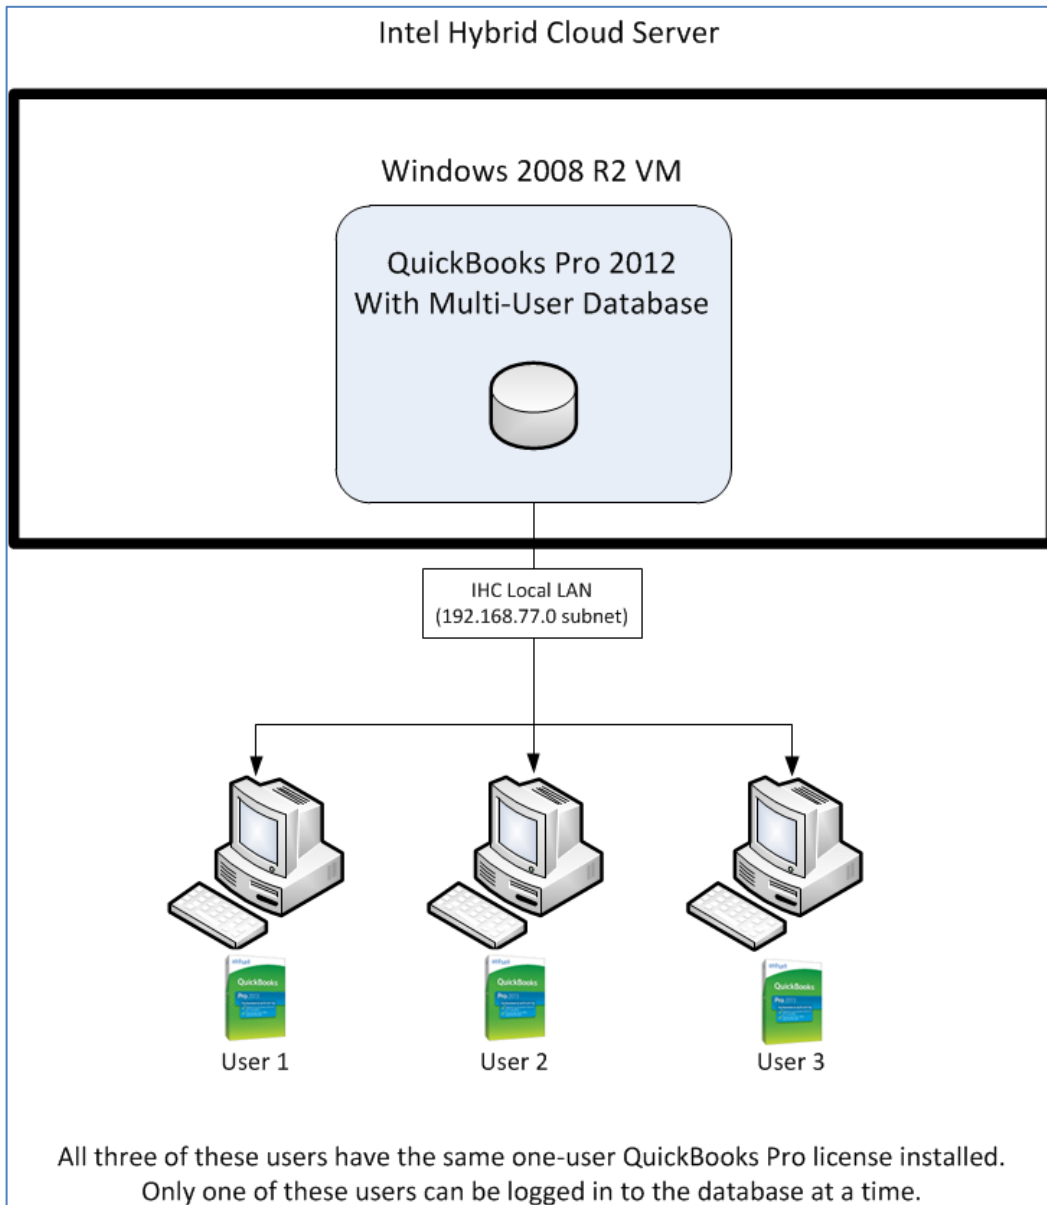 Intel Hybrid Cloud Server
Windows 2008 R2 VM
QuickBooks Pro 2012
With Multi-User Database
IHC Local LAN
(192.168.77.0 subnet)
QuickBooks
QuickBooks
QuickBooks
User 1
User 2
User 3
All three of these users have the same one-user QuickBooks Pro license installed.
Only one of these users can be logged in to the database at a time.